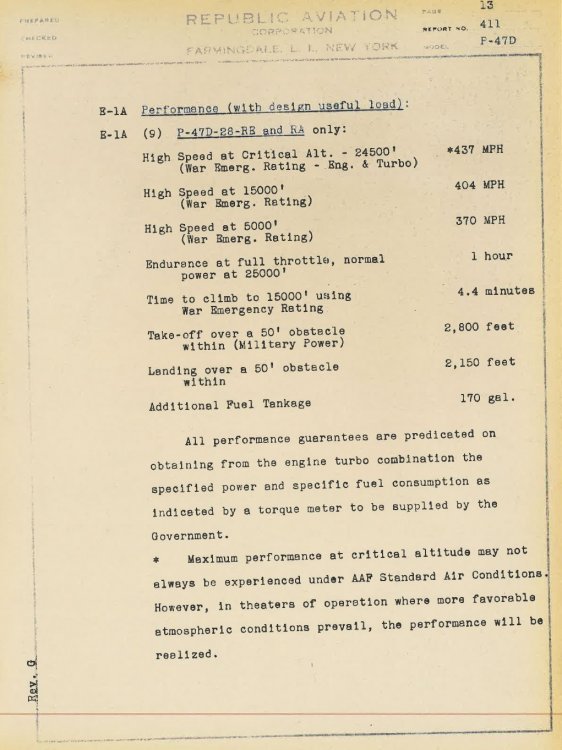 PREPARED
CHECKED
REVISED
REPUBLIC AVIATION
CORPORATION
FARMINGDALE, L. I., NEW YORK
PAGE 13
REPORT NO. 411
MODEL P-47D
E-1A Performance (with design useful load):
E-1A (9) P-47D-28-RE and RA only:
High Speed at Critical Alt. - 24500' *437 MPH
(War Emerg. Rating - Eng. & Turbo)
High Speed at 15000' 404 MPH
(War Emerg. Rating)
High Speed at 5000' 370 MPH
(War Emerg. Rating)
Endurance at full throttle, normal 1 hour
power at 25000'
Time to climb to 15000' using 4.4 minutes
War Emergency Rating
Take-off over a 50' obstacle 2,800 feet
within (Military Power)
Landing over a 50' obstacle 2,150 feet
within
Additional Fuel Tankage 170 gal.
All performance guarantees are predicated on
obtaining from the engine turbo combination the
specified power and specific fuel consumption as
indicated by a torque meter to be supplied by the
Government.
* Maximum performance at critical altitude may not
always be experienced under AAF Standard Air Conditions.
However, in theaters of operation where more favorable
atmospheric conditions prevail, the performance will be
realized.
Rev. G